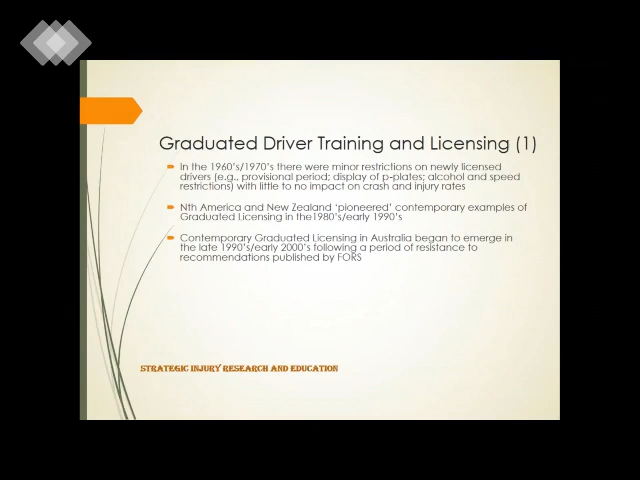 Graduated Driver Training and Licensing (1)
In the 1960's/1970's there were minor restrictions on newly licensed
drivers (e.g., provisional period; display of p-plates; alcohol and speed
restrictions) with little to no impact on crash and injury rates
Nth America and New Zealand 'pioneered' contemporary examples of
Graduated Licensing in the1980's/early 1990's
Contemporary Graduated Licensing in Australia began to emerge in
the late 1990's/early 2000's following a period of resistance to
recommendations published by FORS
STRATEGIC INJURY RESEARCH AND EDUCATION